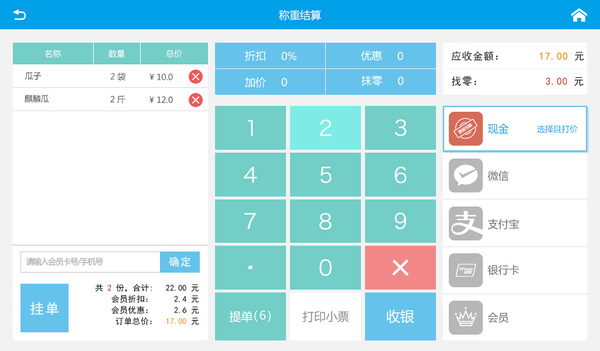 称重结算
名称 数量 总价
瓜子 2 袋 ¥ 10.0
麒麟瓜 2 斤 ¥ 12.0
请输入会员卡号/手机号 确定
挂单
共 2 份，合计： 22.00 元
会员折扣： 2.4 元
会员优惠： 2.6 元
订单总价： 17.00 元
折扣 0% 优惠 0
加价 0 抹零 0
1 2 3
4 5 6
7 8 9
. 0
提单(6) 打印小票 收银
应收金额： 17.00 元
找零： 3.00 元
现金 选择目打价
微信
支付宝
银行卡
会员